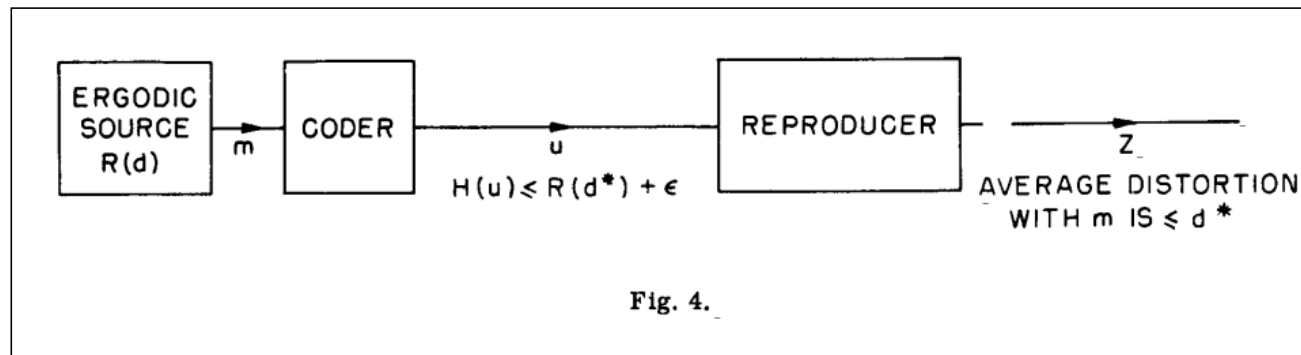 ERGODIC
SOURCE
R(d)
m
CODER
u
H(u) ≤ R(d*) + ϵ
REPRODUCER
Z
AVERAGE DISTORTION
WITH m IS ≤ d*
Fig. 4.